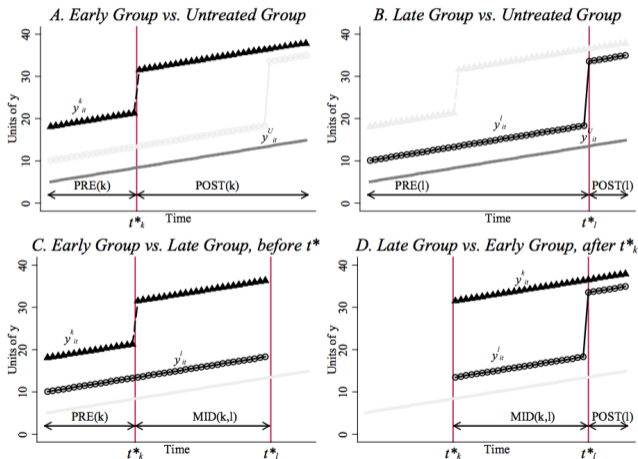 A. Early Group vs. Untreated Group
Units of y
40
30
20
10
0
y^k_it
y^U_it
PRE(k)
POST(k)
t*_k
Time
B. Late Group vs. Untreated Group
Units of y
40
30
20
10
0
y^l_it
y^U_it
PRE(l)
POST(l)
Time
t*_l
C. Early Group vs. Late Group, before t*
Units of y
40
30
20
10
0
y^k_it
y^l_it
PRE(k)
MID(k,l)
t*_k
Time
t*_l
D. Late Group vs. Early Group, after t*_k
Units of y
40
30
20
10
0
y^k_it
y^l_it
MID(k,l)
POST(l)
t*_k
Time
t*_l